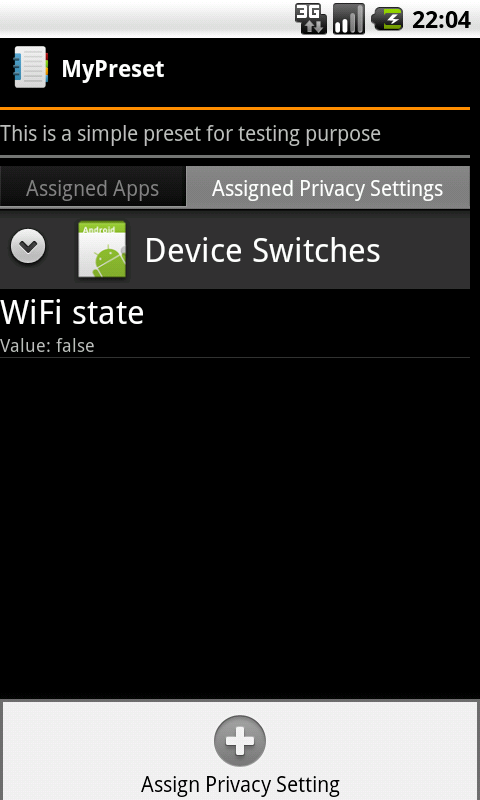 3G 22:04
MyPreset
This is a simple preset for testing purpose
Assigned Apps Assigned Privacy Settings
Android
Device Switches
WiFi state
Value: false
Assign Privacy Setting